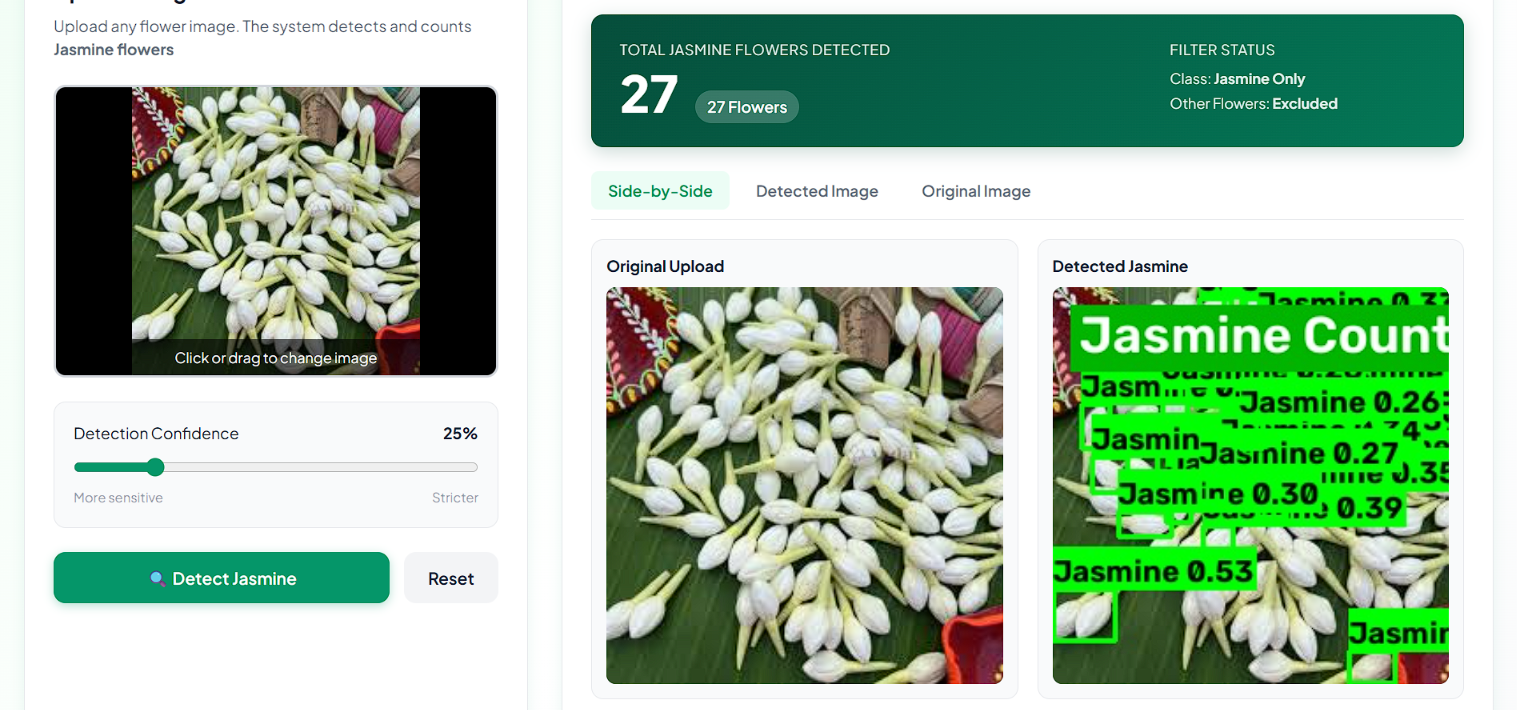 Upload any flower image. The system detects and counts
Jasmine flowers
Click or drag to change image
Detection Confidence
25%
More sensitive
Stricter
Detect Jasmine
Reset
TOTAL JASMINE FLOWERS DETECTED
27
27 Flowers
FILTER STATUS
Class: Jasmine Only
Other Flowers: Excluded
Side-by-Side
Detected Image
Original Image
Original Upload
Detected Jasmine
Jasmine Count
Jasmine 0.26
Jasmin
Jasmine 0.27
Jasmine 0.30
0.39
Jasmine 0.53
Jasmin